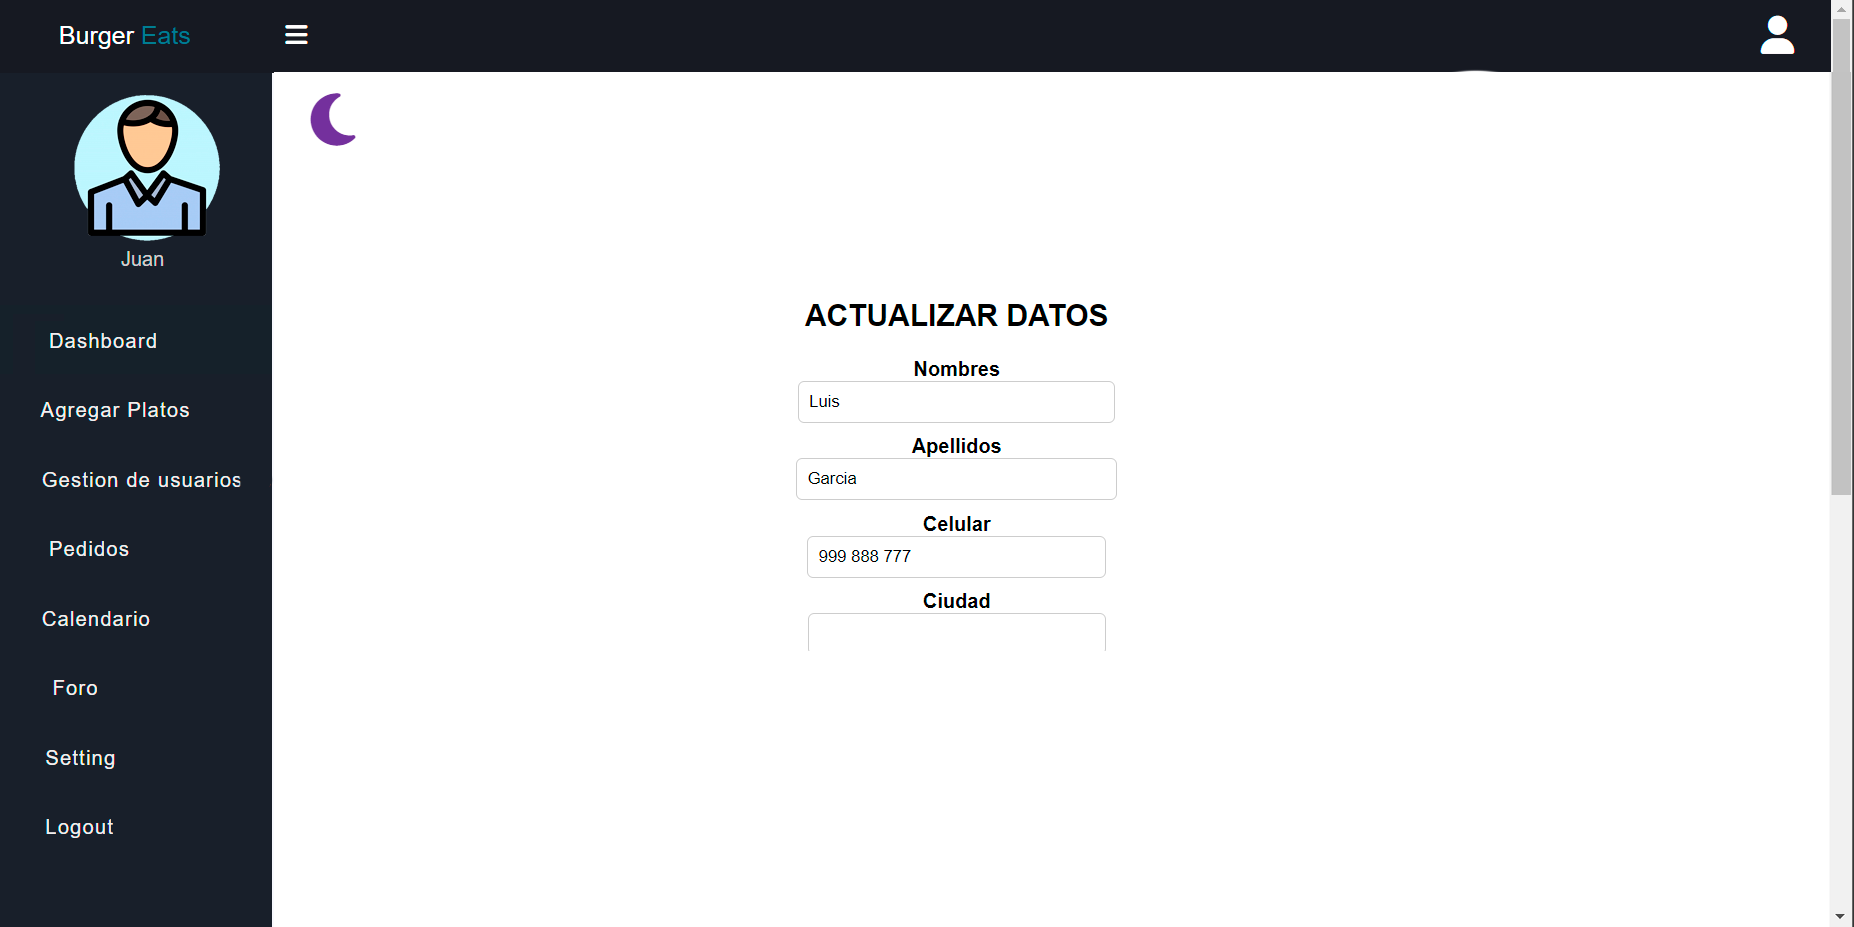 Burger Eats
Juan
Dashboard
Agregar Platos
Gestion de usuarios
Pedidos
Calendario
Foro
Setting
Logout
ACTUALIZAR DATOS
Nombres
Luis
Apellidos
Garcia
Celular
999 888 777
Ciudad